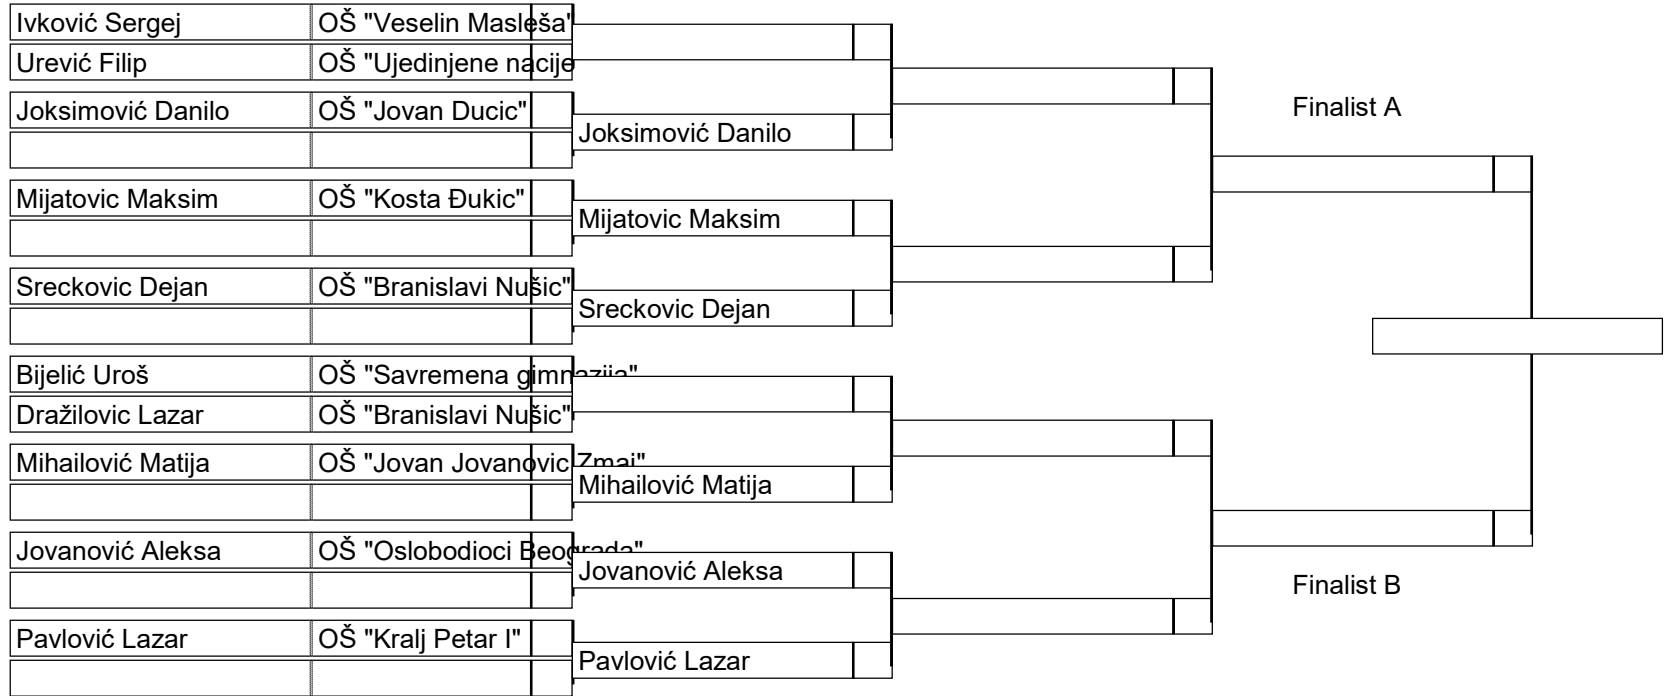 Ivković Sergej OŠ "Veselin Masleša"
Urević Filip OŠ "Ujedinjene nacije
Joksimović Danilo OŠ "Jovan Ducic"
Joksimović Danilo
Mijatovic Maksim OŠ "Kosta Đukic"
Mijatovic Maksim
Sreckovic Dejan OŠ "Branislavi Nušic"
Sreckovic Dejan
Bijelić Uroš OŠ "Savremena gimnazija"
Dražilovic Lazar OŠ "Branislavi Nušic"
Mihailović Matija OŠ "Jovan Jovanovic Zmaj"
Mihailović Matija
Jovanović Aleksa OŠ "Oslobodioci Beograda"
Jovanović Aleksa
Pavlović Lazar OŠ "Kralj Petar I"
Pavlović Lazar
Finalist A
Finalist B